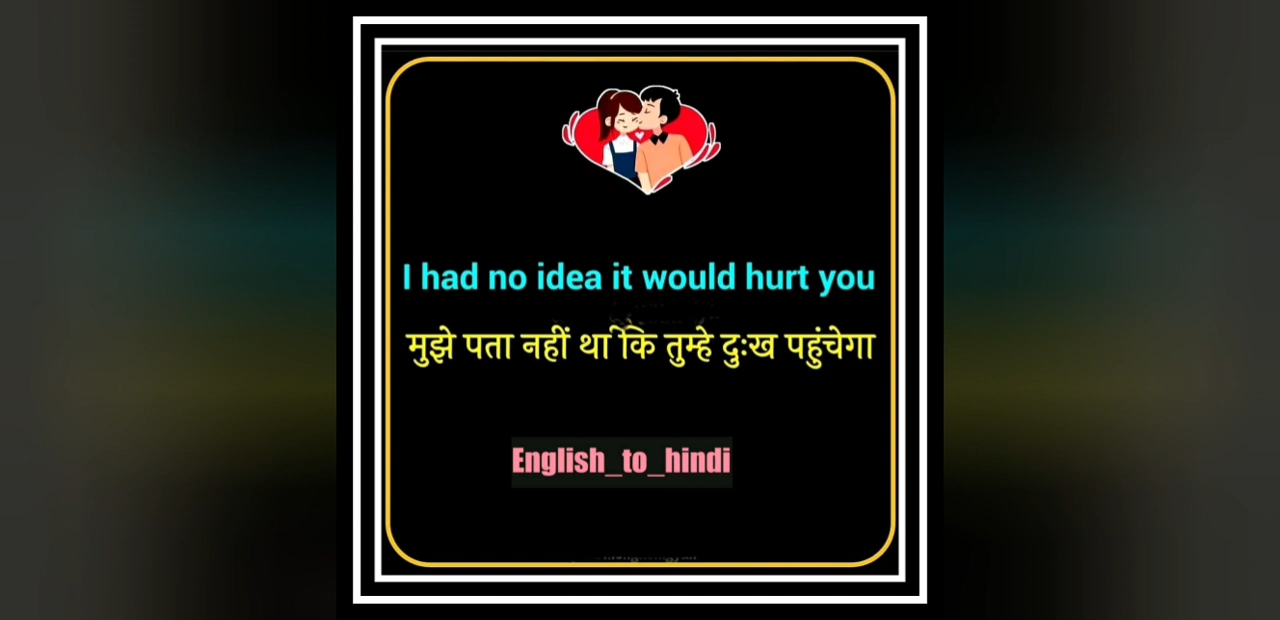 I had no idea it would hurt you
मुझे पता नहीं था कि तुम्हे दुःख पहुंचेगा
English_to_hindi